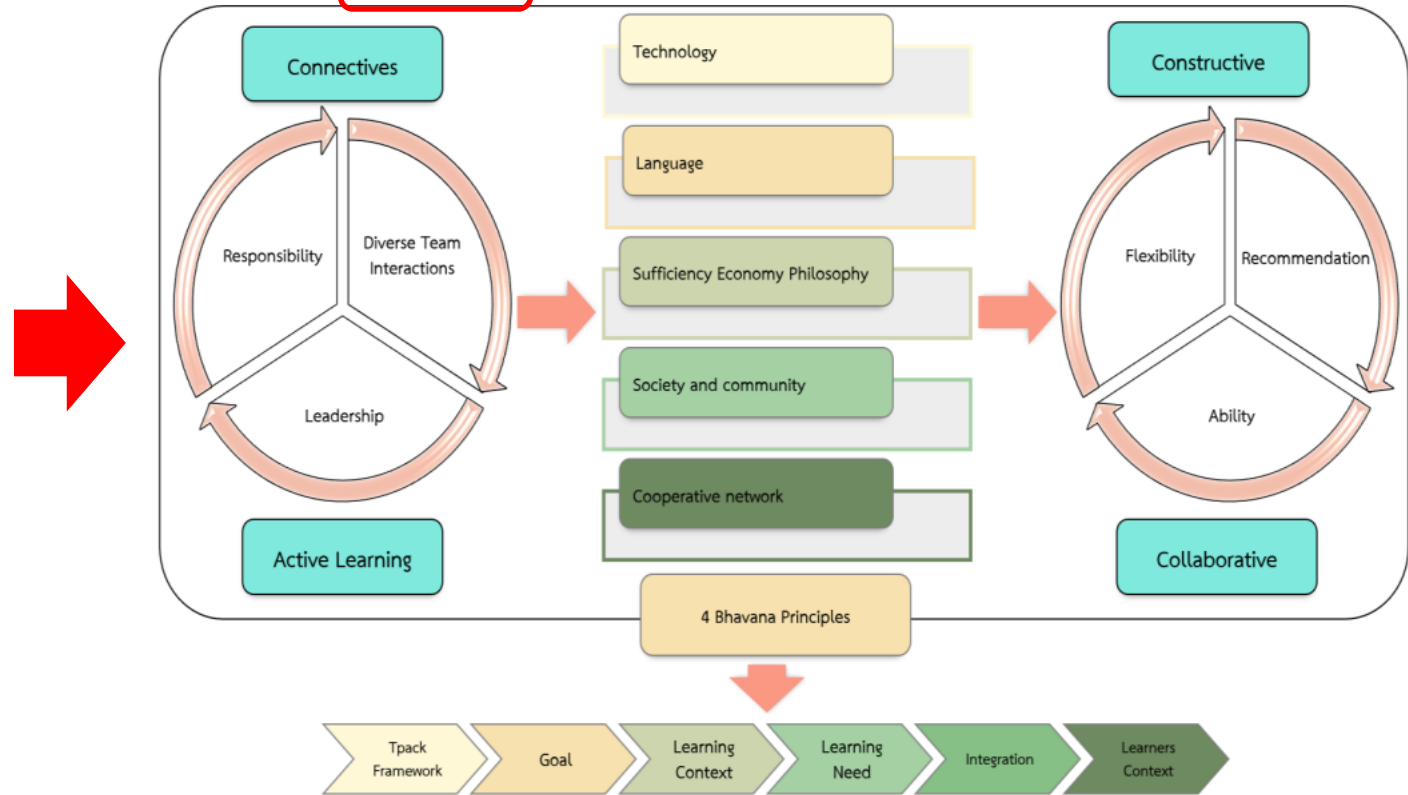 Connectives
Responsibility
Diverse Team
Interactions
Leadership
Active Learning
Technology
Language
Sufficiency Economy Philosophy
Society and community
Cooperative network
Constructive
Flexibility
Recommendation
Ability
Collaborative
4 Bhavana Principles
Tpack
Framework
Goal
Learning
Context
Learning
Need
Integration
Learners
Context